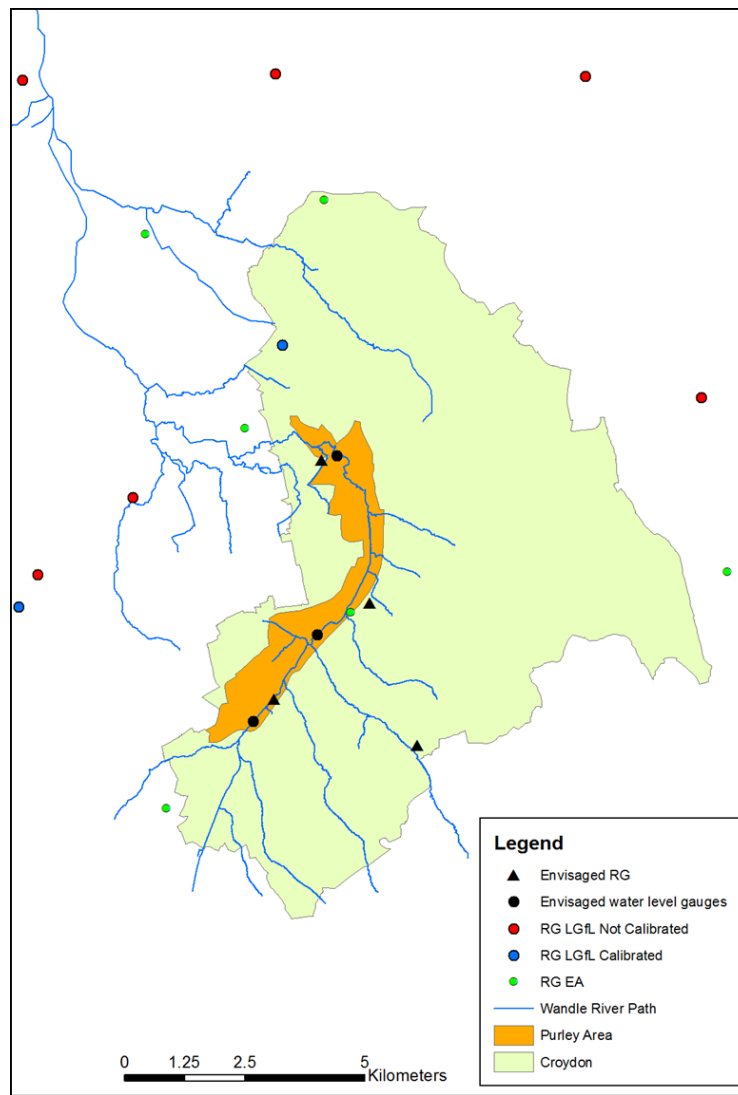 Legend
Envisaged RG
Envisaged water level gauges
RG LGfL Not Calibrated
RG LGfL Calibrated
RG EA
Wandle River Path
Purley Area
Croydon
0 1.25 2.5 5
Kilometers